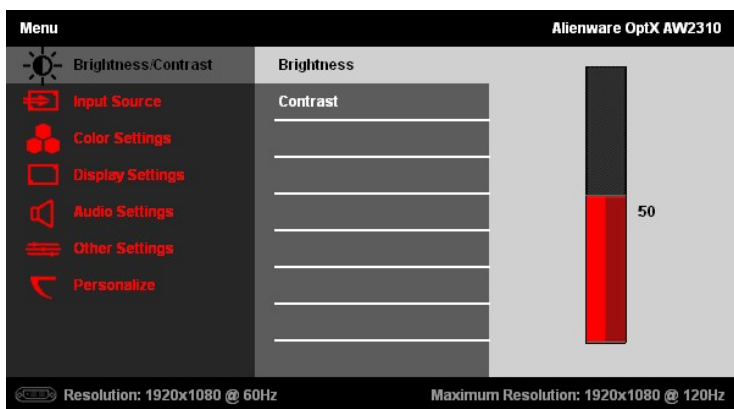 Menu
Alienware OptX AW2310
Brightness/Contrast
Brightness
Input Source
Contrast
Color Settings
Display Settings
Audio Settings
50
Other Settings
Personalize
Resolution: 1920x1080 @ 60Hz
Maximum Resolution: 1920x1080 @ 120Hz